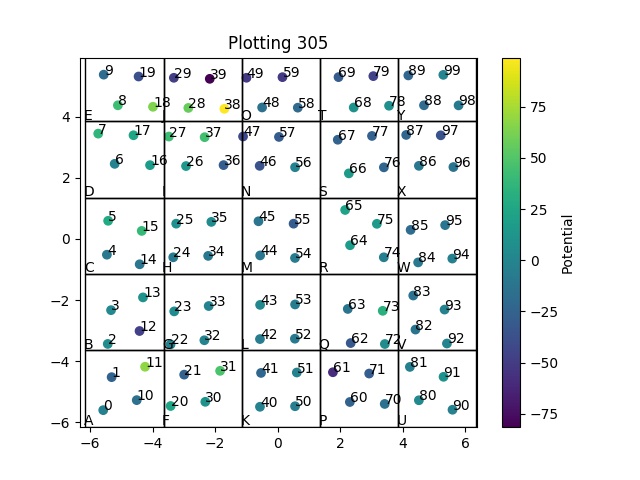 Plotting 305
9 19 29 39 49 59 69 79 89 99
8 18 28 38 48 58 68 78 88 98
E J O T Y
7 17 27 37 47 57 67 77 87 97
6 16 26 36 46 56 66 76 86 96
D I N S X
5 15 25 35 45 55 65 75 85 95
4 14 24 34 44 54 64 74 84 94
C H M R W
3 13 23 33 43 53 63 73 83 93
2 12 22 32 42 52 62 72 82 92
B G L Q V
1 11 21 31 41 51 61 71 81 91
0 10 20 30 40 50 60 70 80 90
A F K P U
4
2
0
−2
−4
−6
−6 −4 −2 0 2 4 6
75
50
25
0
−25
−50
−75
Potential